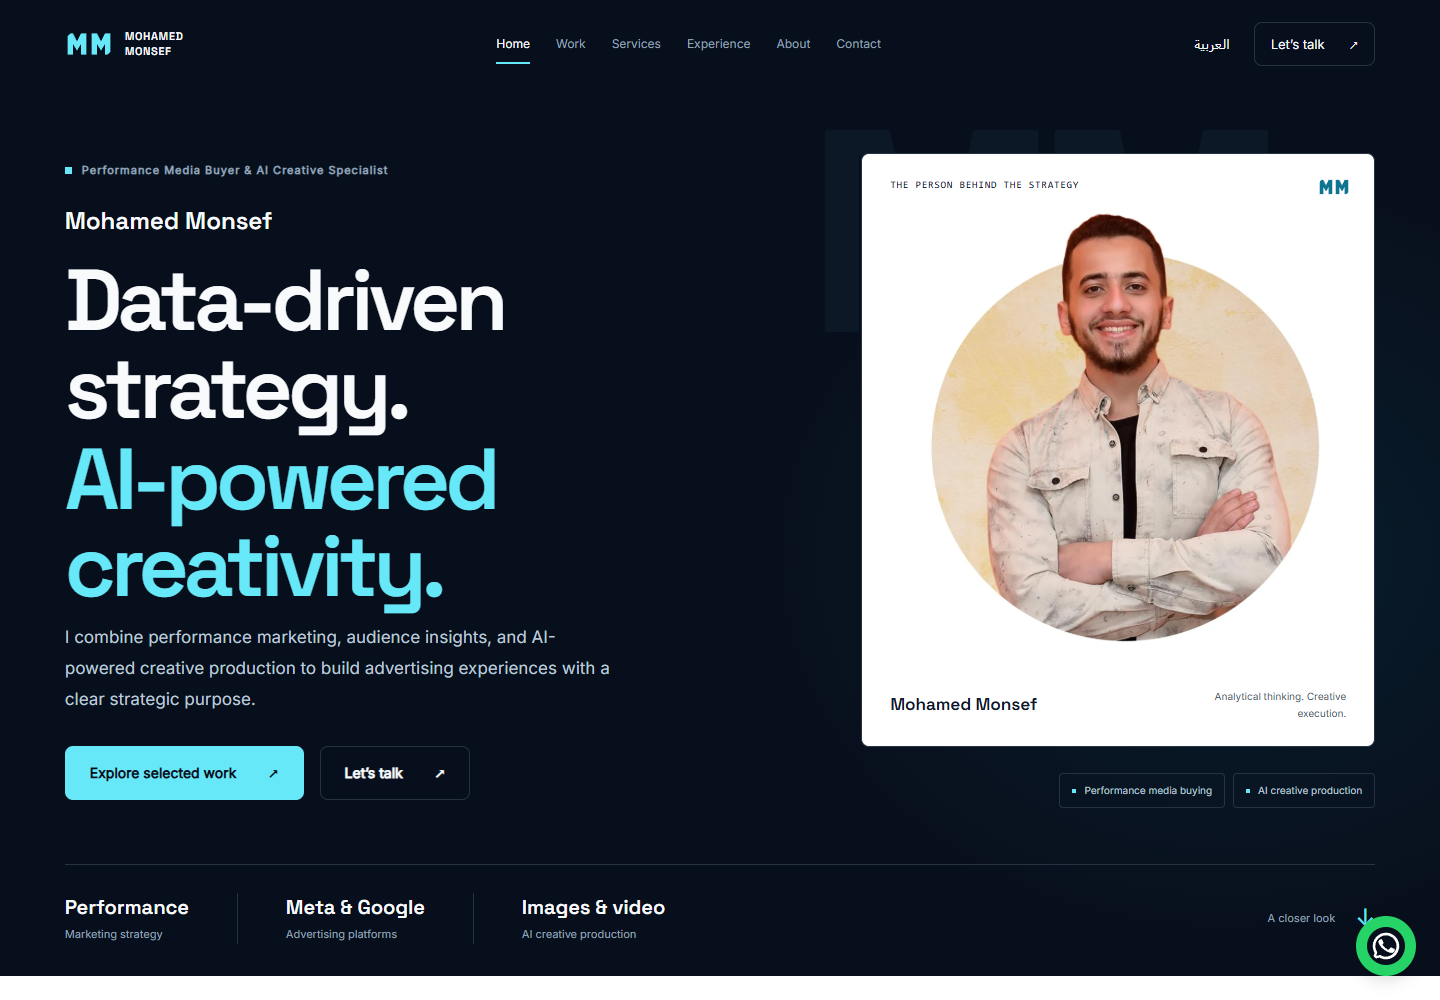 MM MOHAMED
MONSEF
Home Work Services Experience About Contact
العربية
Let's talk ↗
Performance Media Buyer & AI Creative Specialist
Mohamed Monsef
Data-driven
strategy.
AI-powered
creativity.
I combine performance marketing, audience insights, and AI-
powered creative production to build advertising experiences with a
clear strategic purpose.
Explore selected work ↗
Let's talk ↗
THE PERSON BEHIND THE STRATEGY
MM
Mohamed Monsef
Analytical thinking. Creative
execution.
Performance media buying
AI creative production
Performance
Marketing strategy
Meta & Google
Advertising platforms
Images & video
AI creative production
A closer look ↓